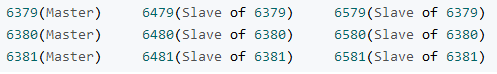 6379(Master) 6479(Slave of 6379) 6579(Slave of 6379)
6380(Master) 6480(Slave of 6380) 6580(Slave of 6380)
6381(Master) 6481(Slave of 6381) 6581(Slave of 6381)